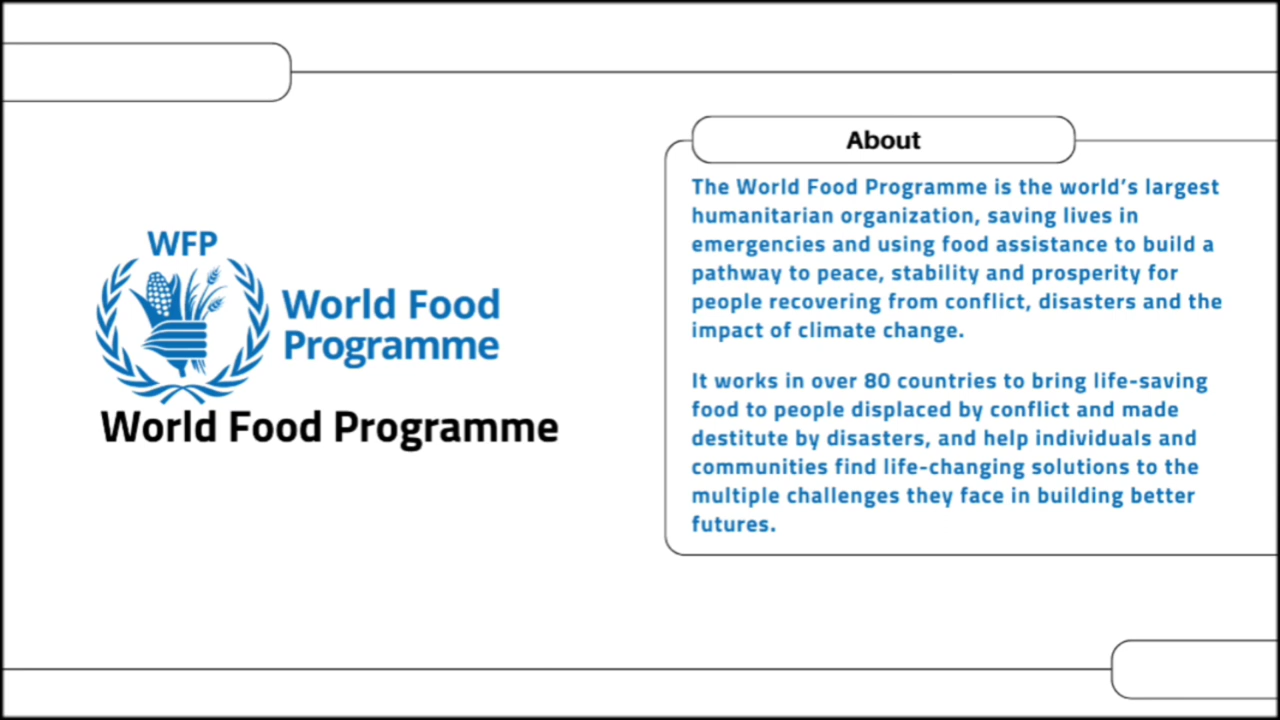 WFP
World Food
Programme
World Food Programme
About
The World Food Programme is the world’s largest
humanitarian organization, saving lives in
emergencies and using food assistance to build a
pathway to peace, stability and prosperity for
people recovering from conflict, disasters and the
impact of climate change.
It works in over 80 countries to bring life-saving
food to people displaced by conflict and made
destitute by disasters, and help individuals and
communities find life-changing solutions to the
multiple challenges they face in building better
futures.